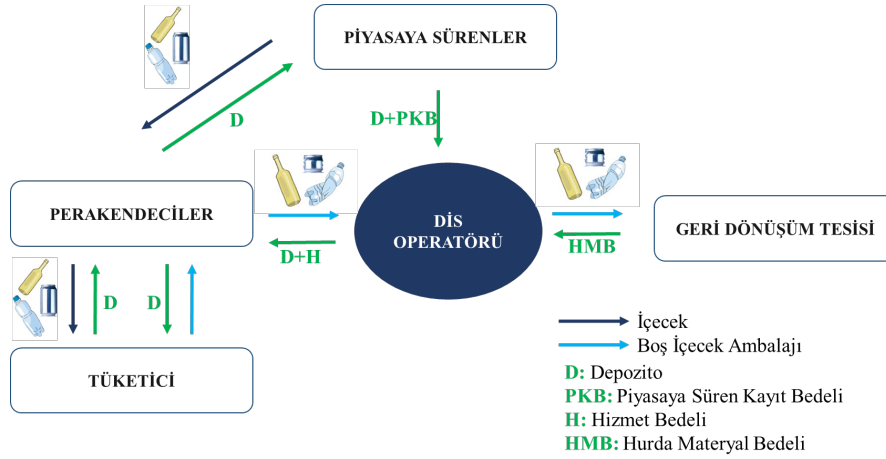 PİYASAYA SÜRENLER
D
D+PKB
PERAKENDECİLER
DİS
OPERATÖRÜ
GERİ DÖNÜŞÜM TESİSİ
D+H
HMB
D
D
TÜKETİCİ
İçecek
Boş İçecek Ambalajı
D: Depozito
PKB: Piyasaya Süren Kayıt Bedeli
H: Hizmet Bedeli
HMB: Hurda Materyal Bedeli